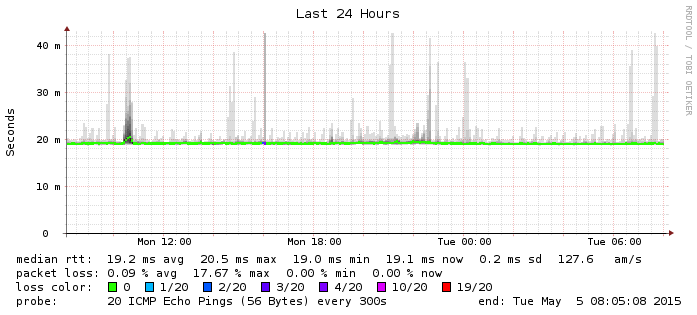 Last 24 Hours
RRDTOOL / TOBI OETIKER
Seconds
40 m
30 m
20 m
10 m
0
Mon 12:00 Mon 18:00 Tue 00:00 Tue 06:00
median rtt: 19.2 ms avg 20.5 ms max 19.0 ms min 19.1 ms now 0.2 ms sd 127.6 am/s
packet loss: 0.09 % avg 17.67 % max 0.00 % min 0.00 % now
loss color: 0 1/20 2/20 3/20 4/20 10/20 19/20
probe: 20 ICMP Echo Pings (56 Bytes) every 300s end: Tue May 5 08:05:08 2015